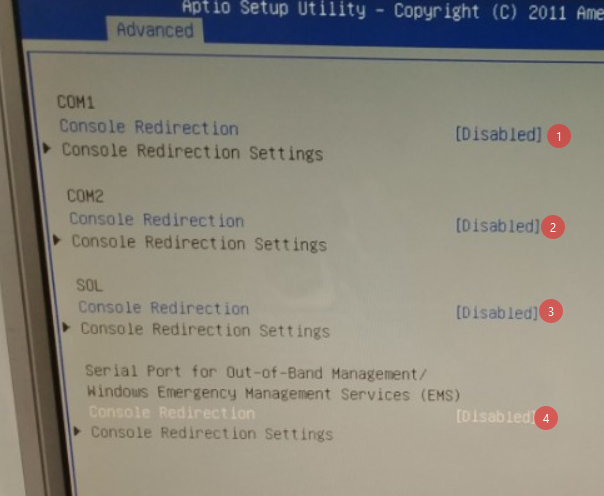 Aptio Setup Utility - Copyright (C) 2011 Ame
Advanced
COM1
Console Redirection [Disabled] 1
Console Redirection Settings
COM2
Console Redirection [Disabled] 2
Console Redirection Settings
SOL
Console Redirection [Disabled] 3
Console Redirection Settings
Serial Port for Out-of-Band Management/
Windows Emergency Management Services (EMS)
Console Redirection [Disabled] 4
Console Redirection Settings